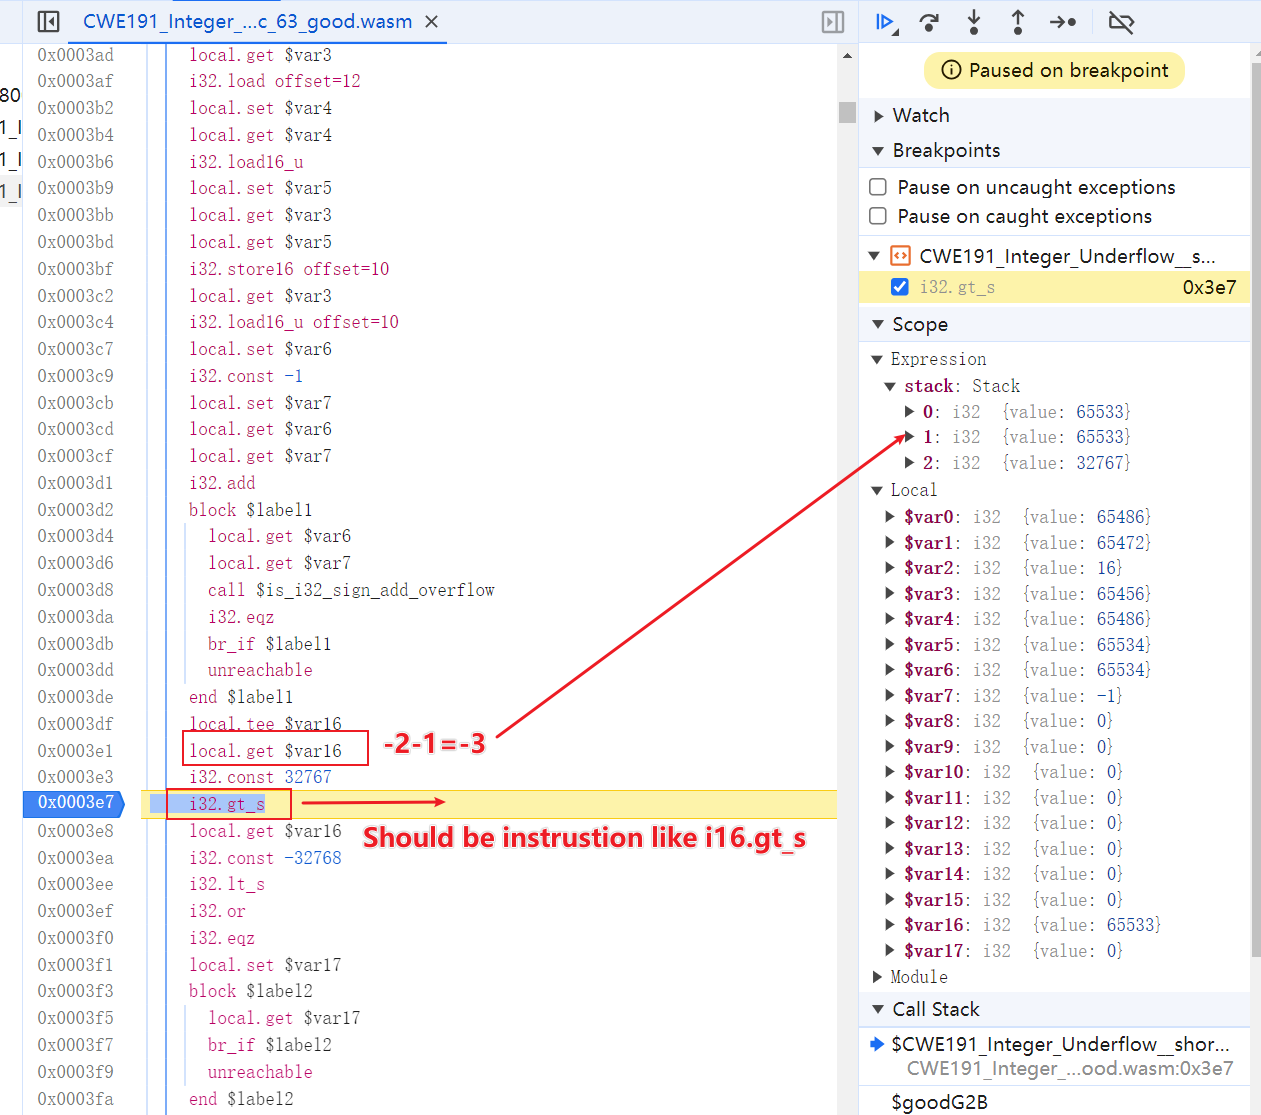 CWE191_Integer_...c_63_good.wasm
80
1_I
1_I
1_I
0x0003ad local.get $var3
0x0003af i32.load offset=12
0x0003b2 local.set $var4
0x0003b4 local.get $var4
0x0003b6 i32.load16_u
0x0003b9 local.set $var5
0x0003bb local.get $var3
0x0003bd local.get $var5
0x0003bf i32.store16 offset=10
0x0003c2 local.get $var3
0x0003c4 i32.load16_u offset=10
0x0003c7 local.set $var6
0x0003c9 i32.const -1
0x0003cb local.set $var7
0x0003cd local.get $var6
0x0003cf local.get $var7
0x0003d1 i32.add
0x0003d2 block $label1
0x0003d4 local.get $var6
0x0003d6 local.get $var7
0x0003d8 call $is_i32_sign_add_overflow
0x0003da i32.eqz
0x0003db br_if $label1
0x0003dd unreachable
0x0003de end $label1
0x0003df local.tee $var16
0x0003e1 local.get $var16
-2-1=-3
0x0003e3 i32.const 32767
0x0003e7 i32.gt_s
Should be instrustion like i16.gt_s
0x0003e8 local.get $var16
0x0003ea i32.const -32768
0x0003ee i32.lt_s
0x0003ef i32.or
0x0003f0 i32.eqz
0x0003f1 local.set $var17
0x0003f3 block $label2
0x0003f5 local.get $var17
0x0003f7 br_if $label2
0x0003f9 unreachable
0x0003fa end $label2
Paused on breakpoint
Watch
Breakpoints
Pause on uncaught exceptions
Pause on caught exceptions
CWE191_Integer_Underflow__s...
i32.gt_s 0x3e7
Scope
Expression
stack: Stack
0: i32 {value: 65533}
1: i32 {value: 65533}
2: i32 {value: 32767}
Local
$var0: i32 {value: 65486}
$var1: i32 {value: 65472}
$var2: i32 {value: 16}
$var3: i32 {value: 65456}
$var4: i32 {value: 65486}
$var5: i32 {value: 65534}
$var6: i32 {value: 65534}
$var7: i32 {value: -1}
$var8: i32 {value: 0}
$var9: i32 {value: 0}
$var10: i32 {value: 0}
$var11: i32 {value: 0}
$var12: i32 {value: 0}
$var13: i32 {value: 0}
$var14: i32 {value: 0}
$var15: i32 {value: 0}
$var16: i32 {value: 65533}
$var17: i32 {value: 0}
Module
Call Stack
$CWE191_Integer_Underflow__shor...
CWE191_Integer_...ood.wasm:0x3e7
$goodG2B